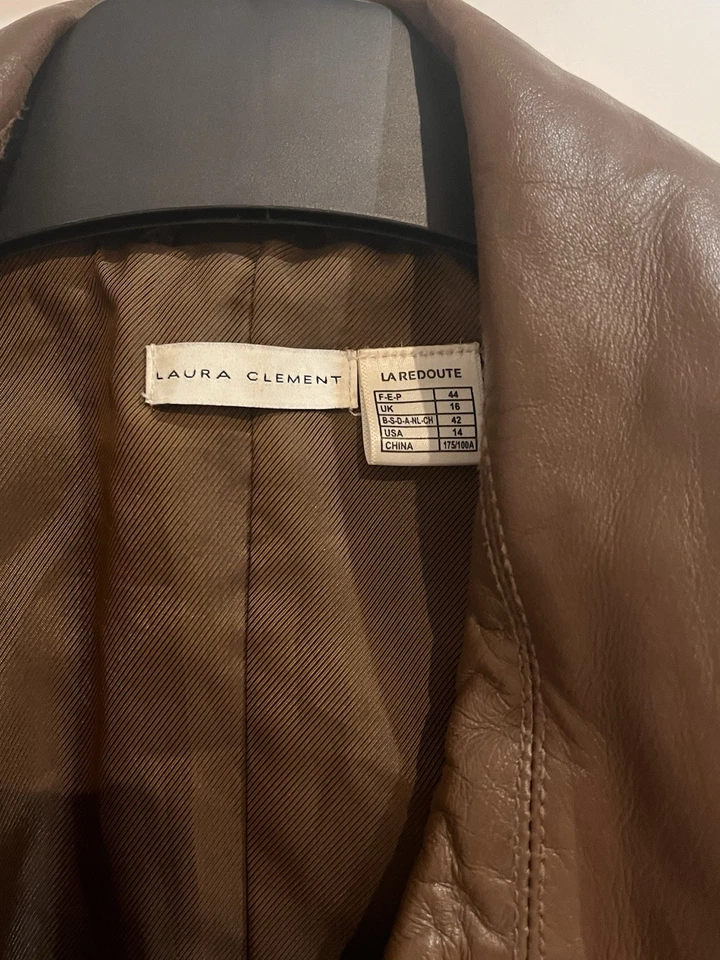 LAURA CLEMENT
LA REDOUTE
F-E-P 44
UK 16
B-S-D-A-NL-CH 42
USA 14
CHINA 175/100A